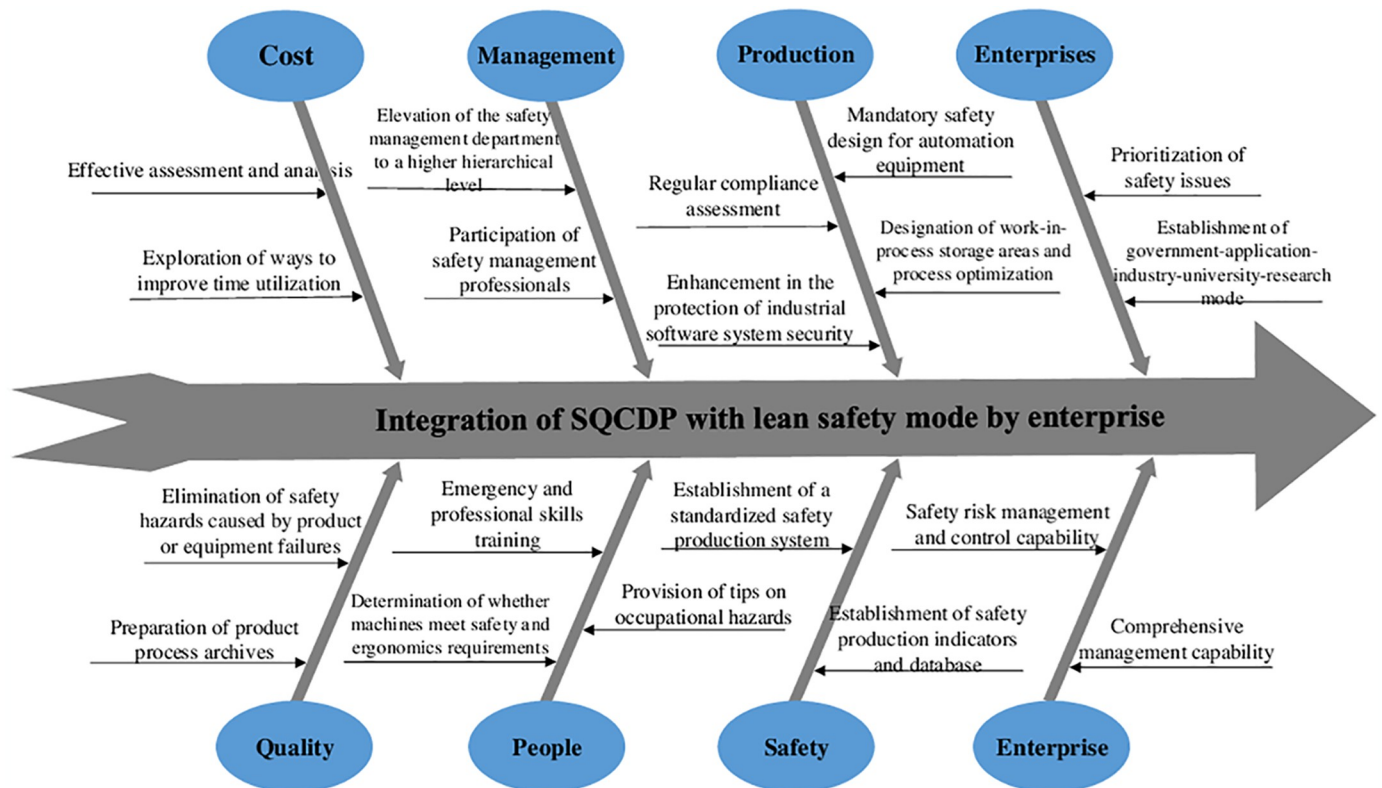 Cost
Management
Production
Enterprises
Effective assessment and analysis
Exploration of ways to
improve time utilization
Elevation of the safety
management department
to a higher hierarchical
level
Participation of
safety management
professionals
Regular compliance
assessment
Enhancement in the
protection of industrial
software system security
Mandatory safety
design for automation
equipment
Designation of work-in-
process storage areas and
process optimization
Prioritization of
safety issues
Establishment of
government-application-
industry-university-research
mode
Integration of SQCDP with lean safety mode by enterprise
Elimination of safety
hazards caused by product
or equipment failures
Preparation of product
process archives
Emergency and
professional skills
training
Determination of whether
machines meet safety and
ergonomics requirements
Provision of tips on
occupational hazards
Establishment of a
standardized safety
production system
Establishment of safety
production indicators
and database
Safety risk management
and control capability
Comprehensive
management capability
Quality
People
Safety
Enterprise